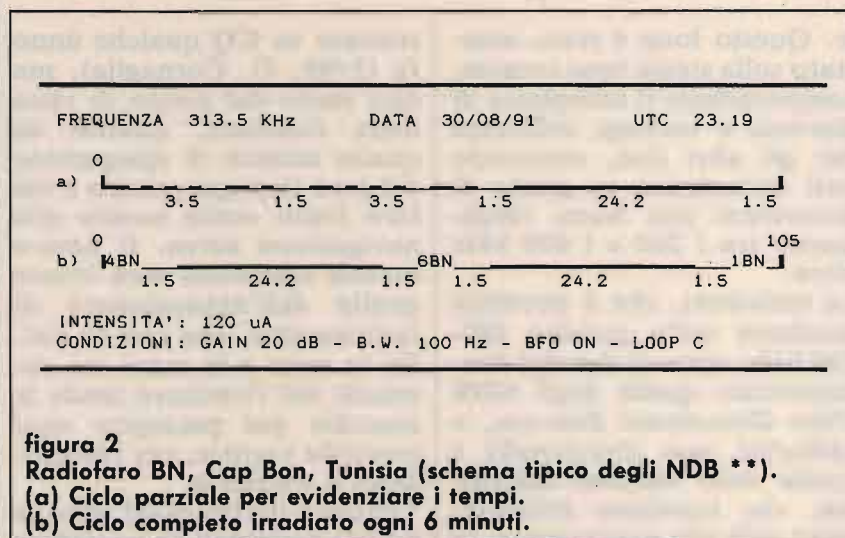 FREQUENZA 313.5 KHz DATA 30/08/91 UTC 23.19
0
a)
3.5 1.5 3.5 1.5 24.2 1.5
0 105
b) 4BN 6BN 1BN
1.5 24.2 1.5 1.5 24.2 1.5
INTENSITA': 120 uA
CONDIZIONI: GAIN 20 dB - B.W. 100 Hz - BFO ON - LOOP C
figura 2
Radiofaro BN, Cap Bon, Tunisia (schema tipico degli NDB **).
(a) Ciclo parziale per evidenziare i tempi.
(b) Ciclo completo irradiato ogni 6 minuti.